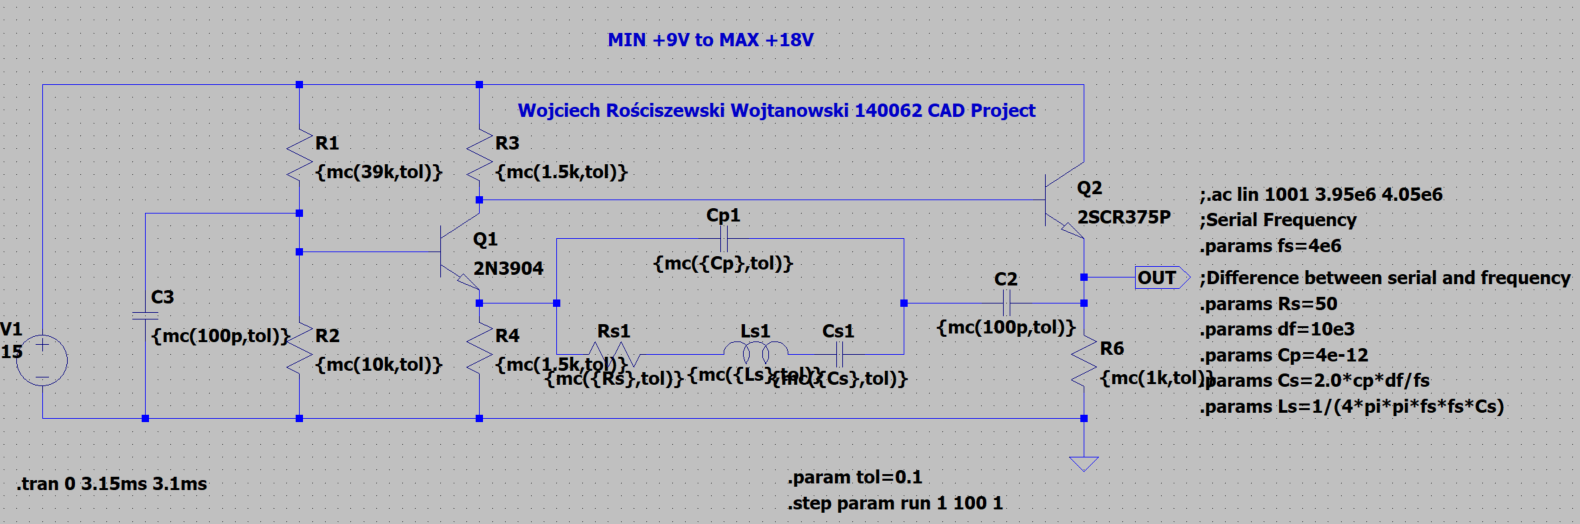 MIN +9V to MAX +18V
Wojciech Rościszewski Wojtanowski 140062 CAD Project
R1
{mc(39k,tol)}
R3
{mc(1.5k,tol)}
Q2
2SCR375P
Cp1
{mc({Cp},tol)}
Q1
2N3904
C3
{mc(100p,tol)}
V1
15
R2
{mc(10k,tol)}
R4
{mc(1.5k,tol)}
Rs1
{mc({Rs},tol)}
Ls1
{mc({Ls},tol)}
Cs1
{mc({Cs},tol)}
C2
{mc(100p,tol)}
OUT
R6
{mc(1k,tol)}
;.ac lin 1001 3.95e6 4.05e6
;Serial Frequency
.params fs=4e6
;Difference between serial and frequency
.params Rs=50
.params df=10e3
.params Cp=4e-12
.params Cs=2.0*cp*df/fs
.params Ls=1/(4*pi*pi*fs*fs*Cs)
.tran 0 3.15ms 3.1ms
.param tol=0.1
.step param run 1 100 1